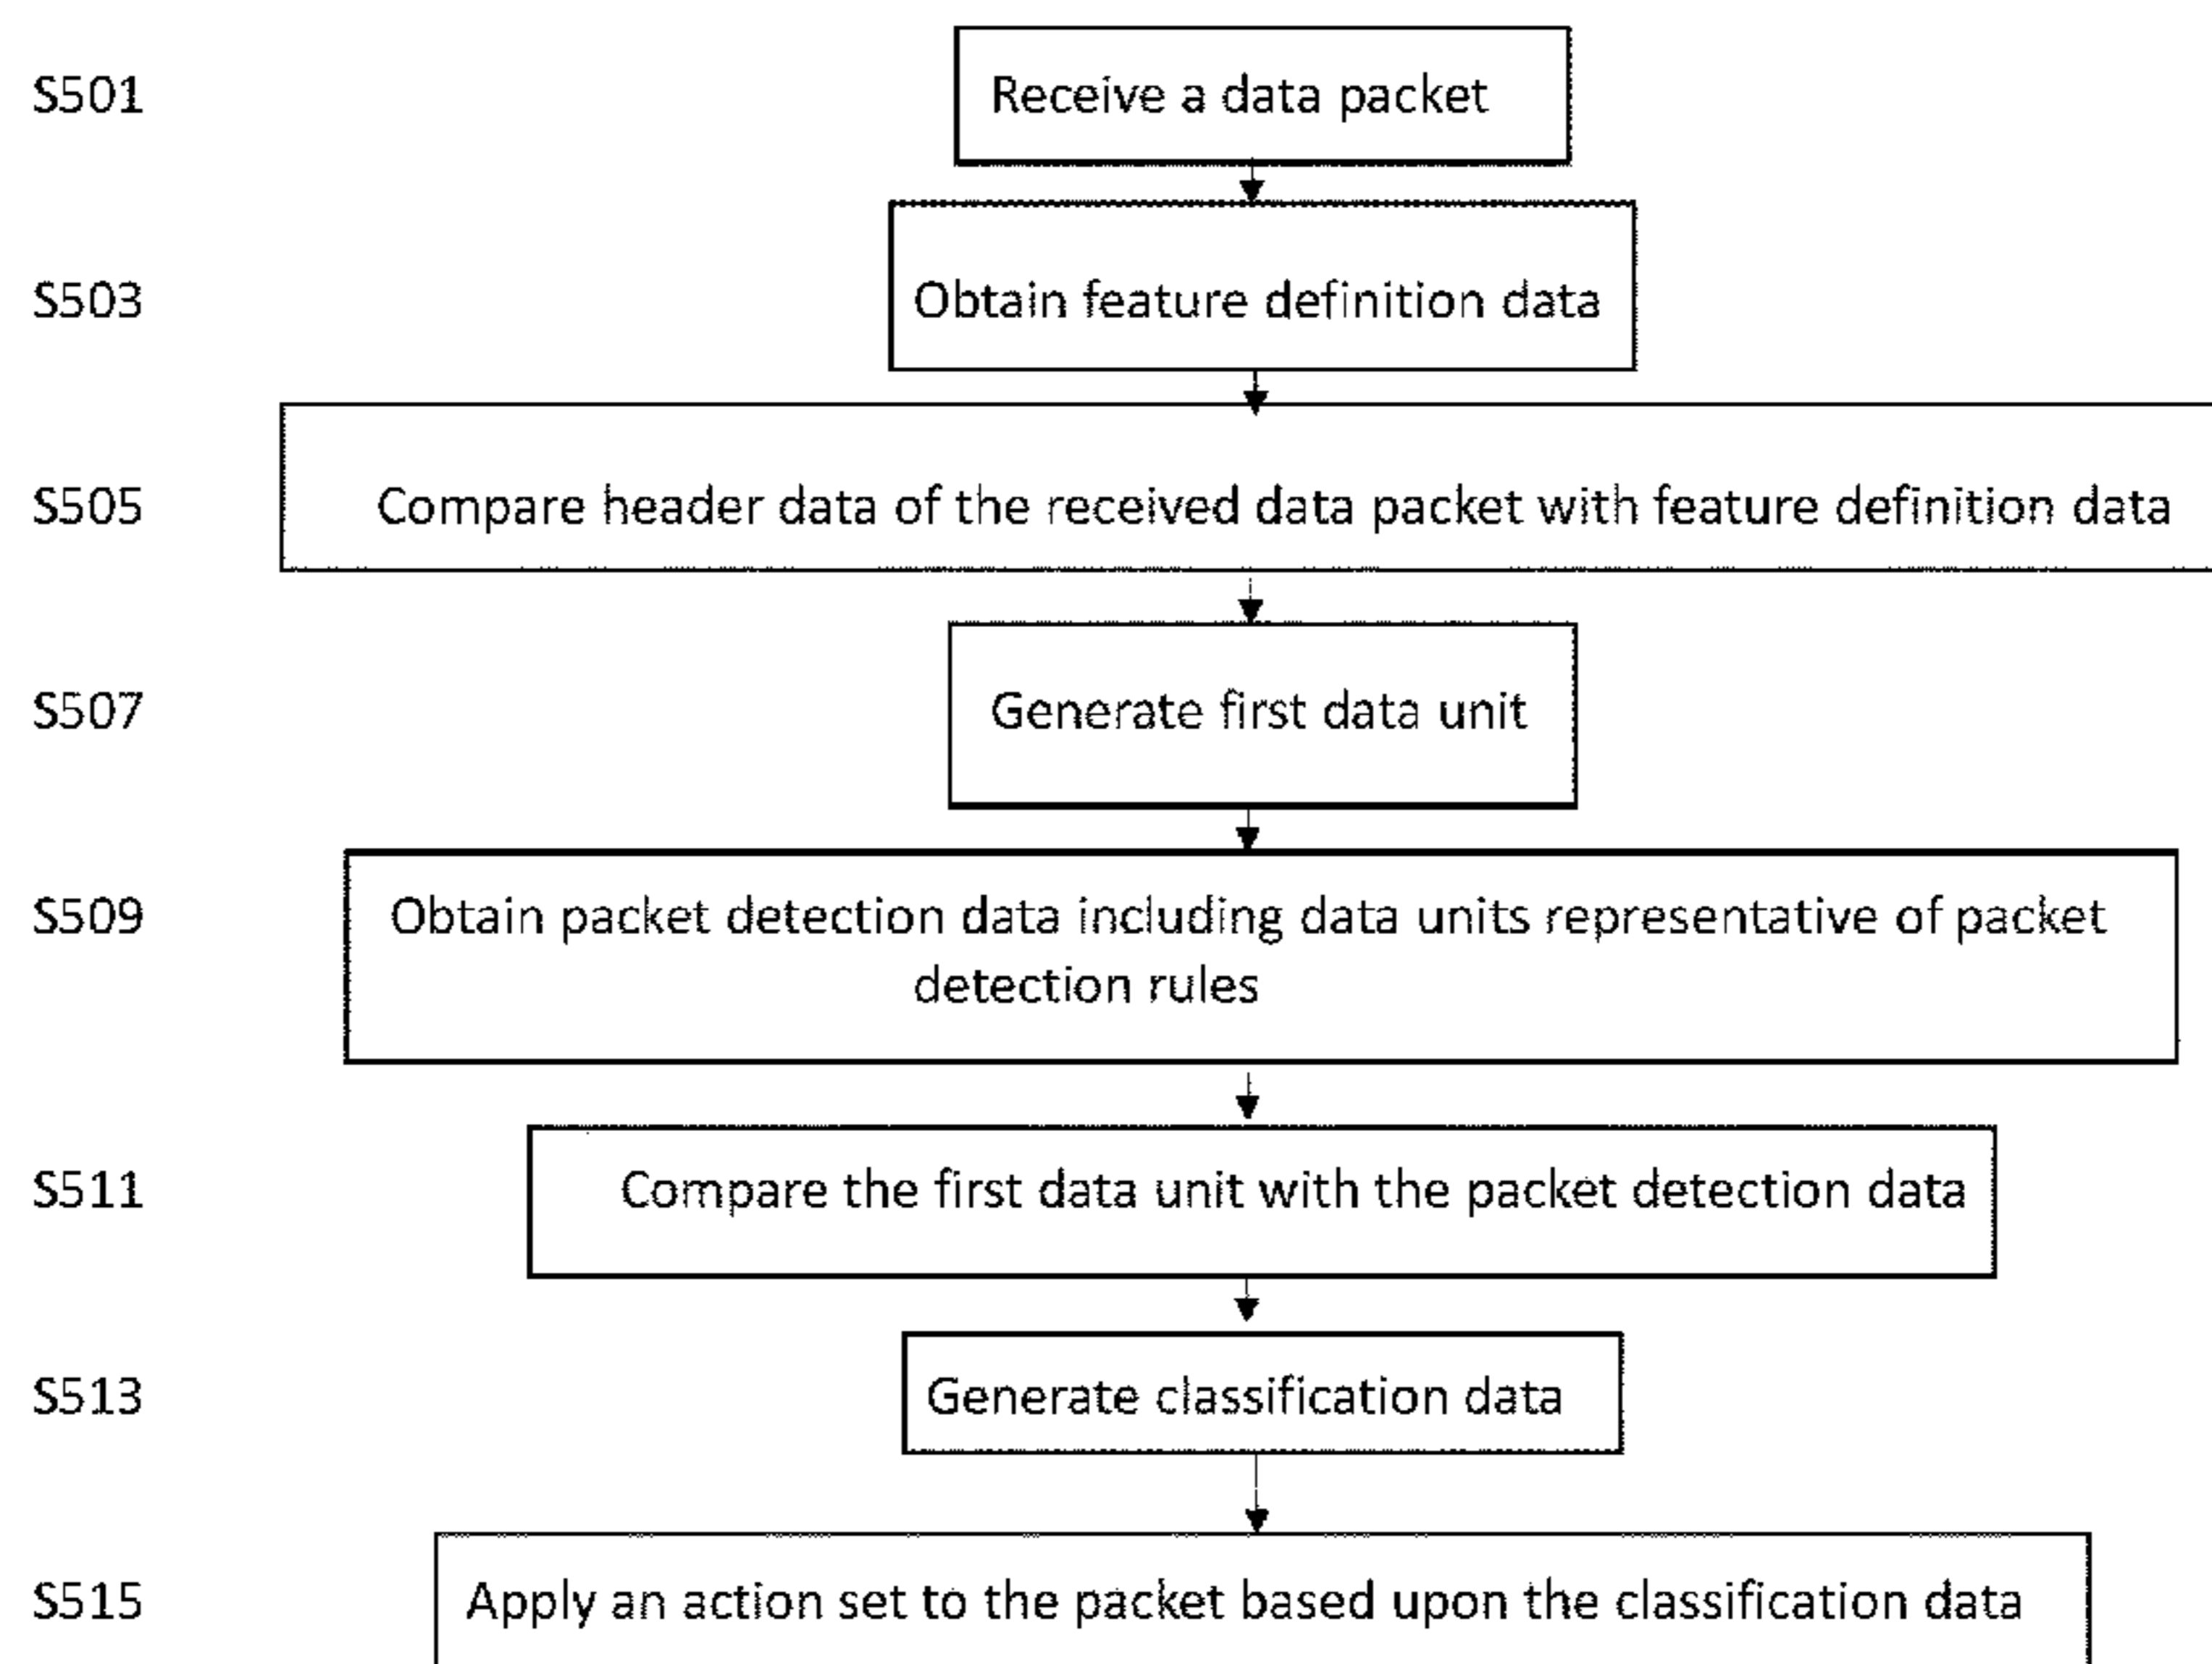 S501 Receive a data packet
S503 Obtain feature definition data
S505 Compare header data of the received data packet with feature definition data
S507 Generate first data unit
S509 Obtain packet detection data including data units representative of packet
detection rules
S511 Compare the first data unit with the packet detection data
S513 Generate classification data
S515 Apply an action set to the packet based upon the classification data